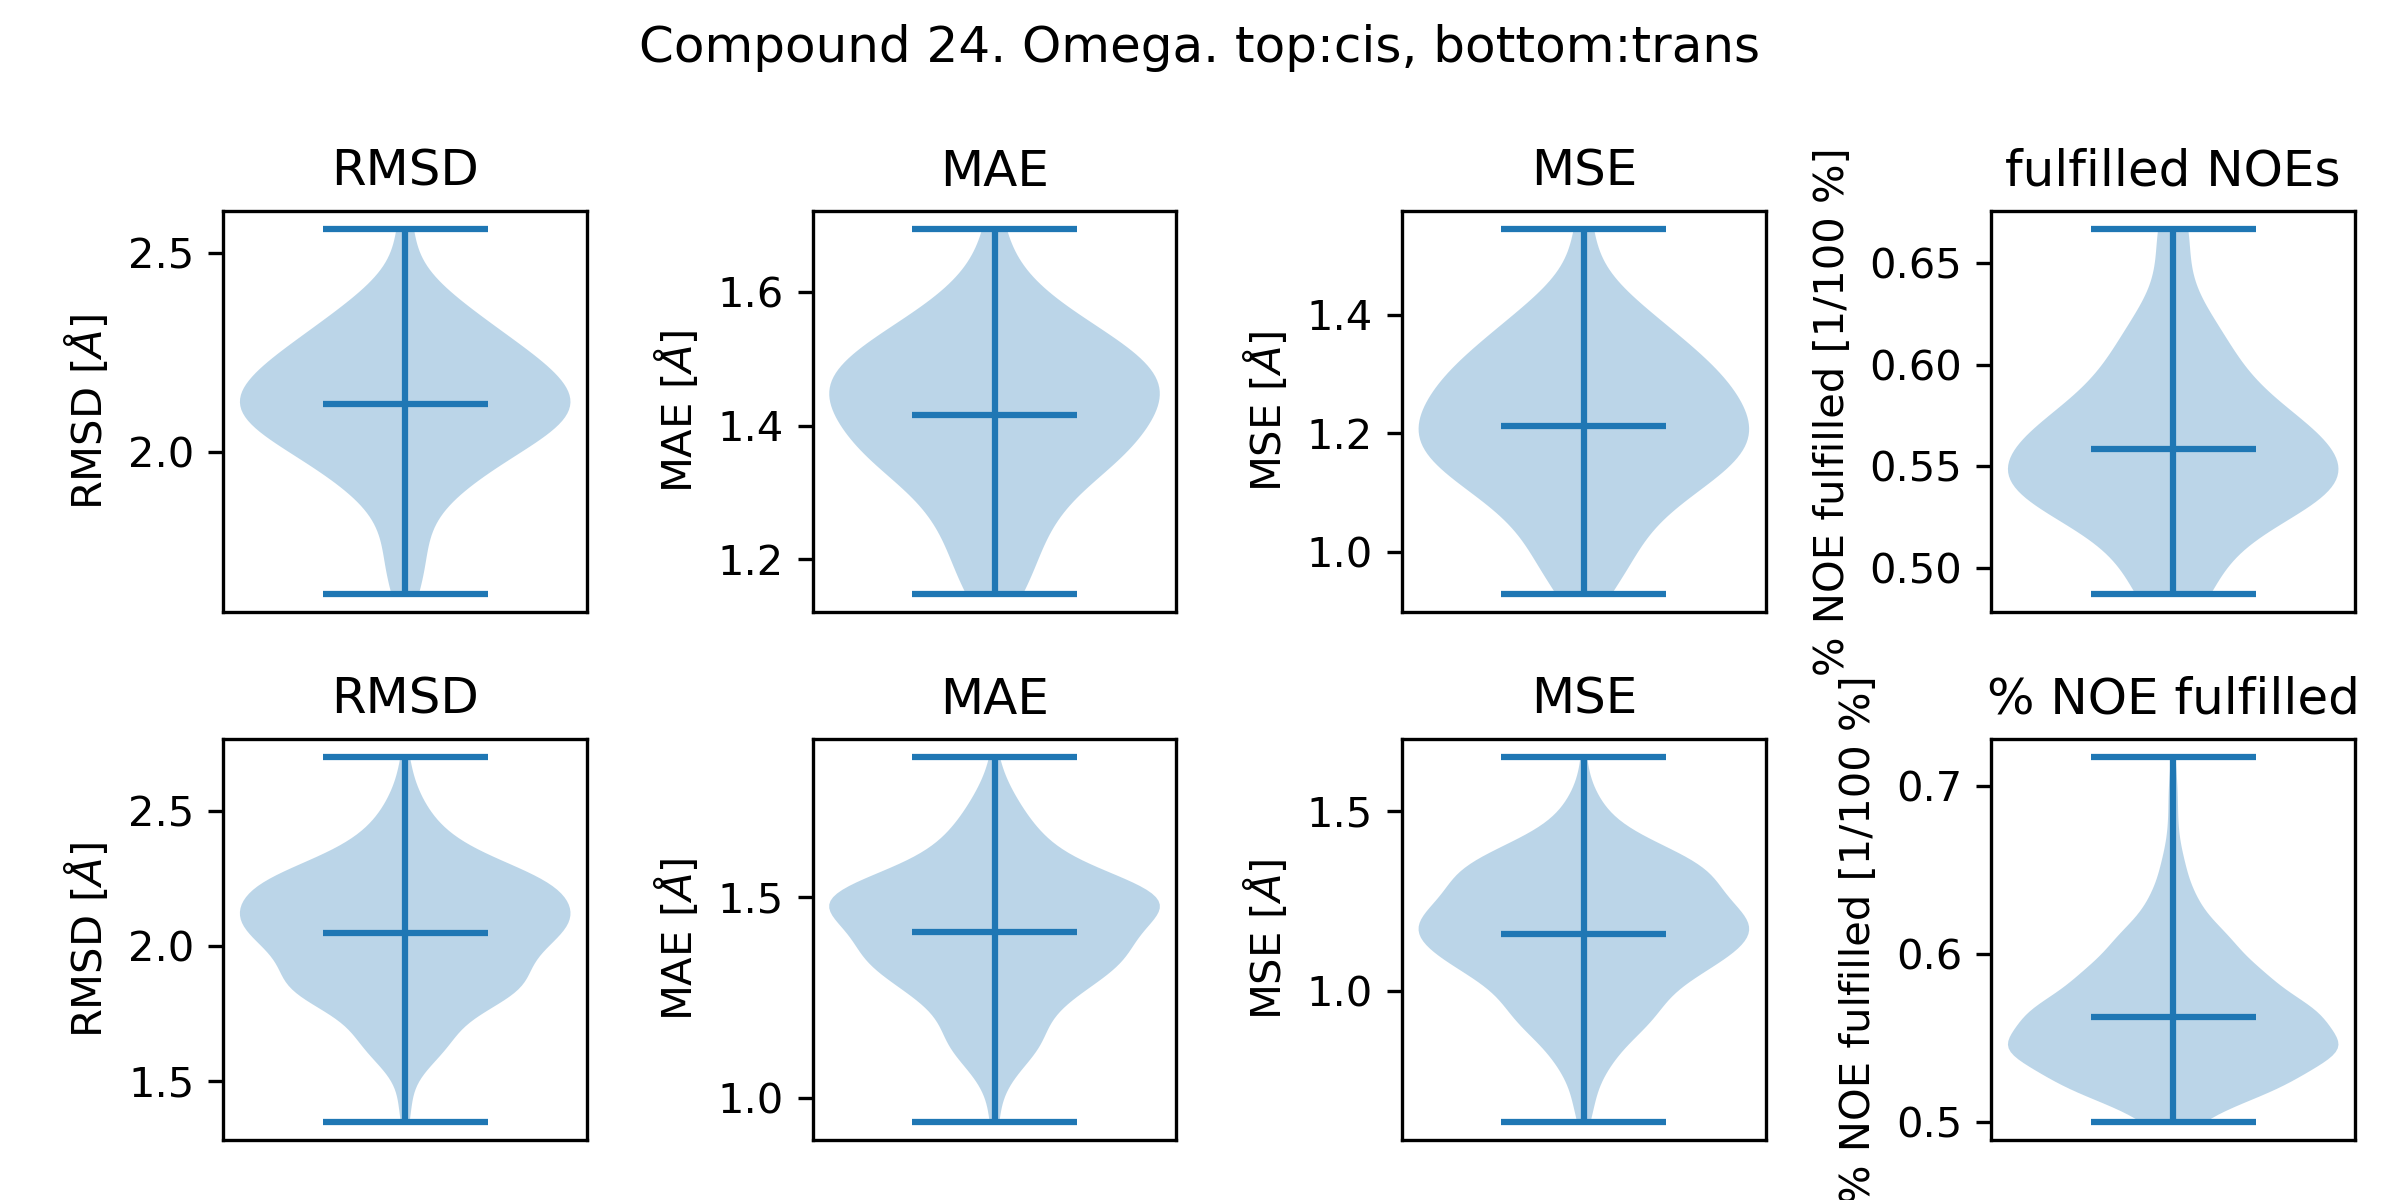 Compound 24. Omega. top:cis, bottom:trans
RMSD
RMSD [Å]
2.5
2.0
MAE
MAE [Å]
1.6
1.4
1.2
MSE
MSE [Å]
1.4
1.2
1.0
fulfilled NOEs
% NOE fulfilled [1/100 %]
0.65
0.60
0.55
0.50
RMSD
RMSD [Å]
2.5
2.0
1.5
MAE
MAE [Å]
1.5
1.0
MSE
MSE [Å]
1.5
1.0
% NOE fulfilled
% NOE fulfilled [1/100 %]
0.7
0.6
0.5